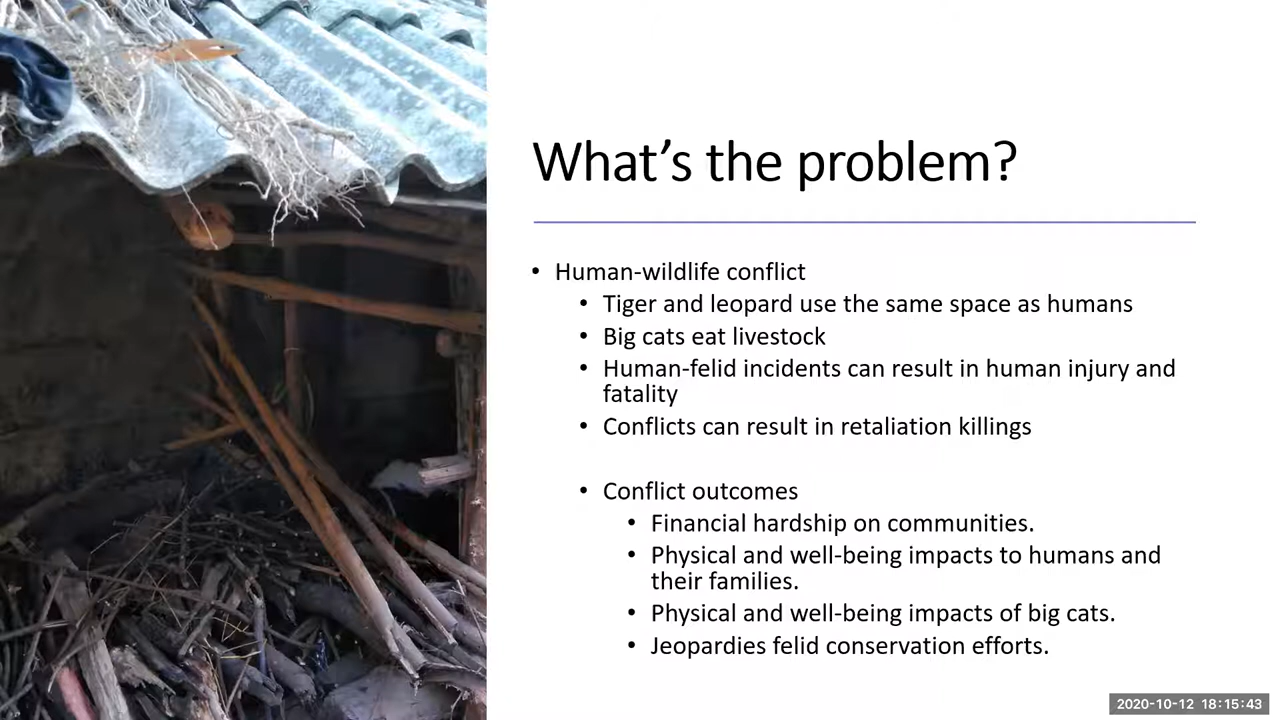 What’s the problem?
• Human-wildlife conflict
• Tiger and leopard use the same space as humans
• Big cats eat livestock
• Human-felid incidents can result in human injury and
fatality
• Conflicts can result in retaliation killings
• Conflict outcomes
• Financial hardship on communities.
• Physical and well-being impacts to humans and
their families.
• Physical and well-being impacts of big cats.
• Jeopardies felid conservation efforts.
2020-10-12 18:15:43